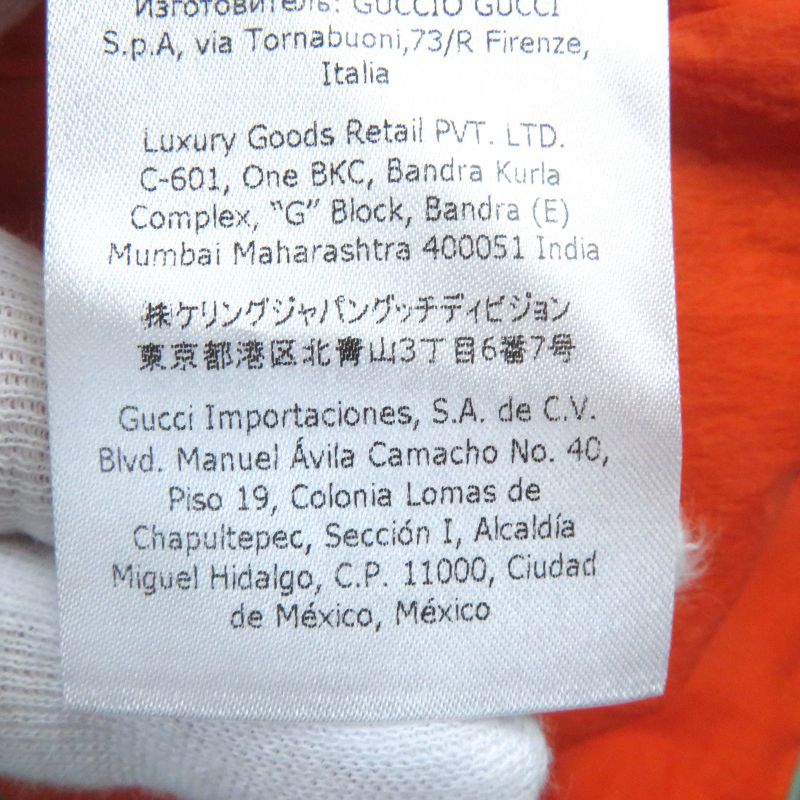 Изготовитель: GUCCIO GUCCI
S.p.A, via Tornabuoni,73/R Firenze,
Italia
Luxury Goods Retail PVT. LTD.
C-601, One BKC, Bandra Kurla
Complex, “G” Block, Bandra (E)
Mumbai Maharashtra 400051 India
㈱ケリングジャパングッチディビジョン
東京都港区北青山3丁目6番7号
Gucci Importaciones, S.A. de C.V.
Blvd. Manuel Ávila Camacho No. 40,
Piso 19, Colonia Lomas de
Chapultepec, Sección I, Alcaldía
Miguel Hidalgo, C.P. 11000, Ciudad
de México, México